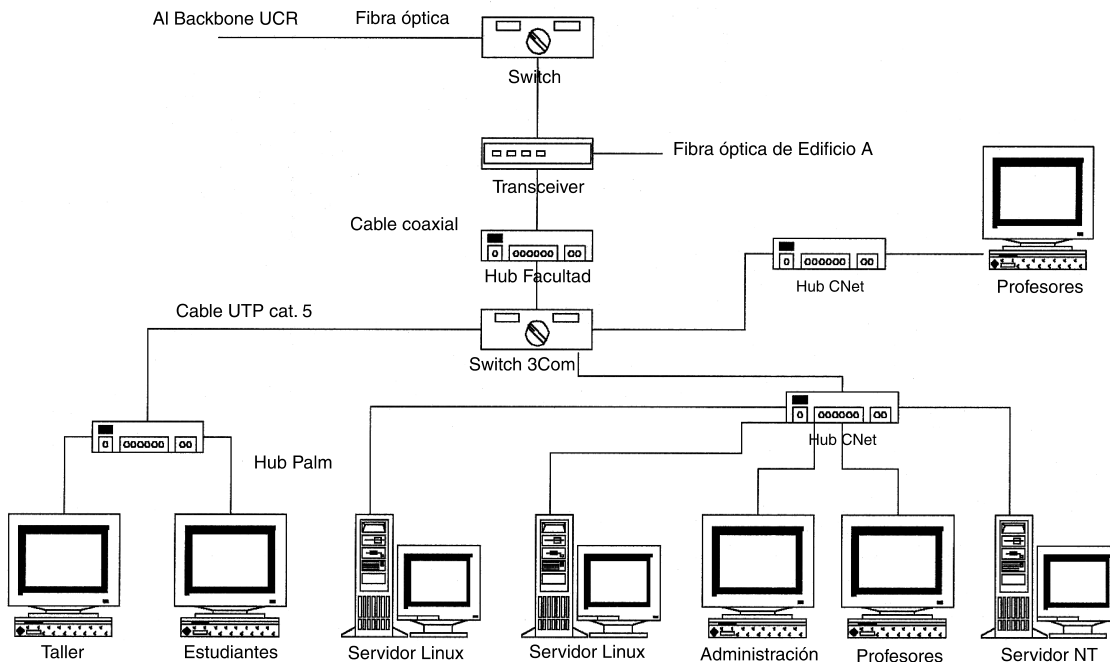 Al Backbone UCR
Fibra óptica
Switch
Fibra óptica de Edificio A
Transceiver
Cable coaxial
Hub Facultad
Hub CNet
Profesores
Cable UTP cat. 5
Switch 3Com
Hub CNet
Hub Palm
Taller
Estudiantes
Servidor Linux
Servidor Linux
Administración
Profesores
Servidor NT